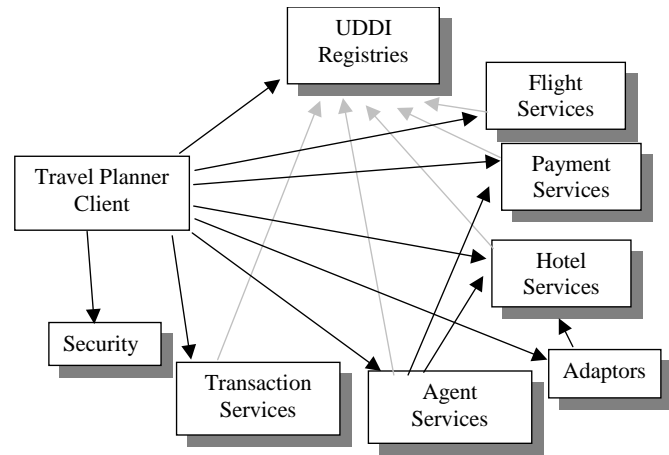 UDDI
Registries
Flight
Services
Payment
Services
Travel Planner
Client
Hotel
Services
Security
Transaction
Services
Agent
Services
Adaptors